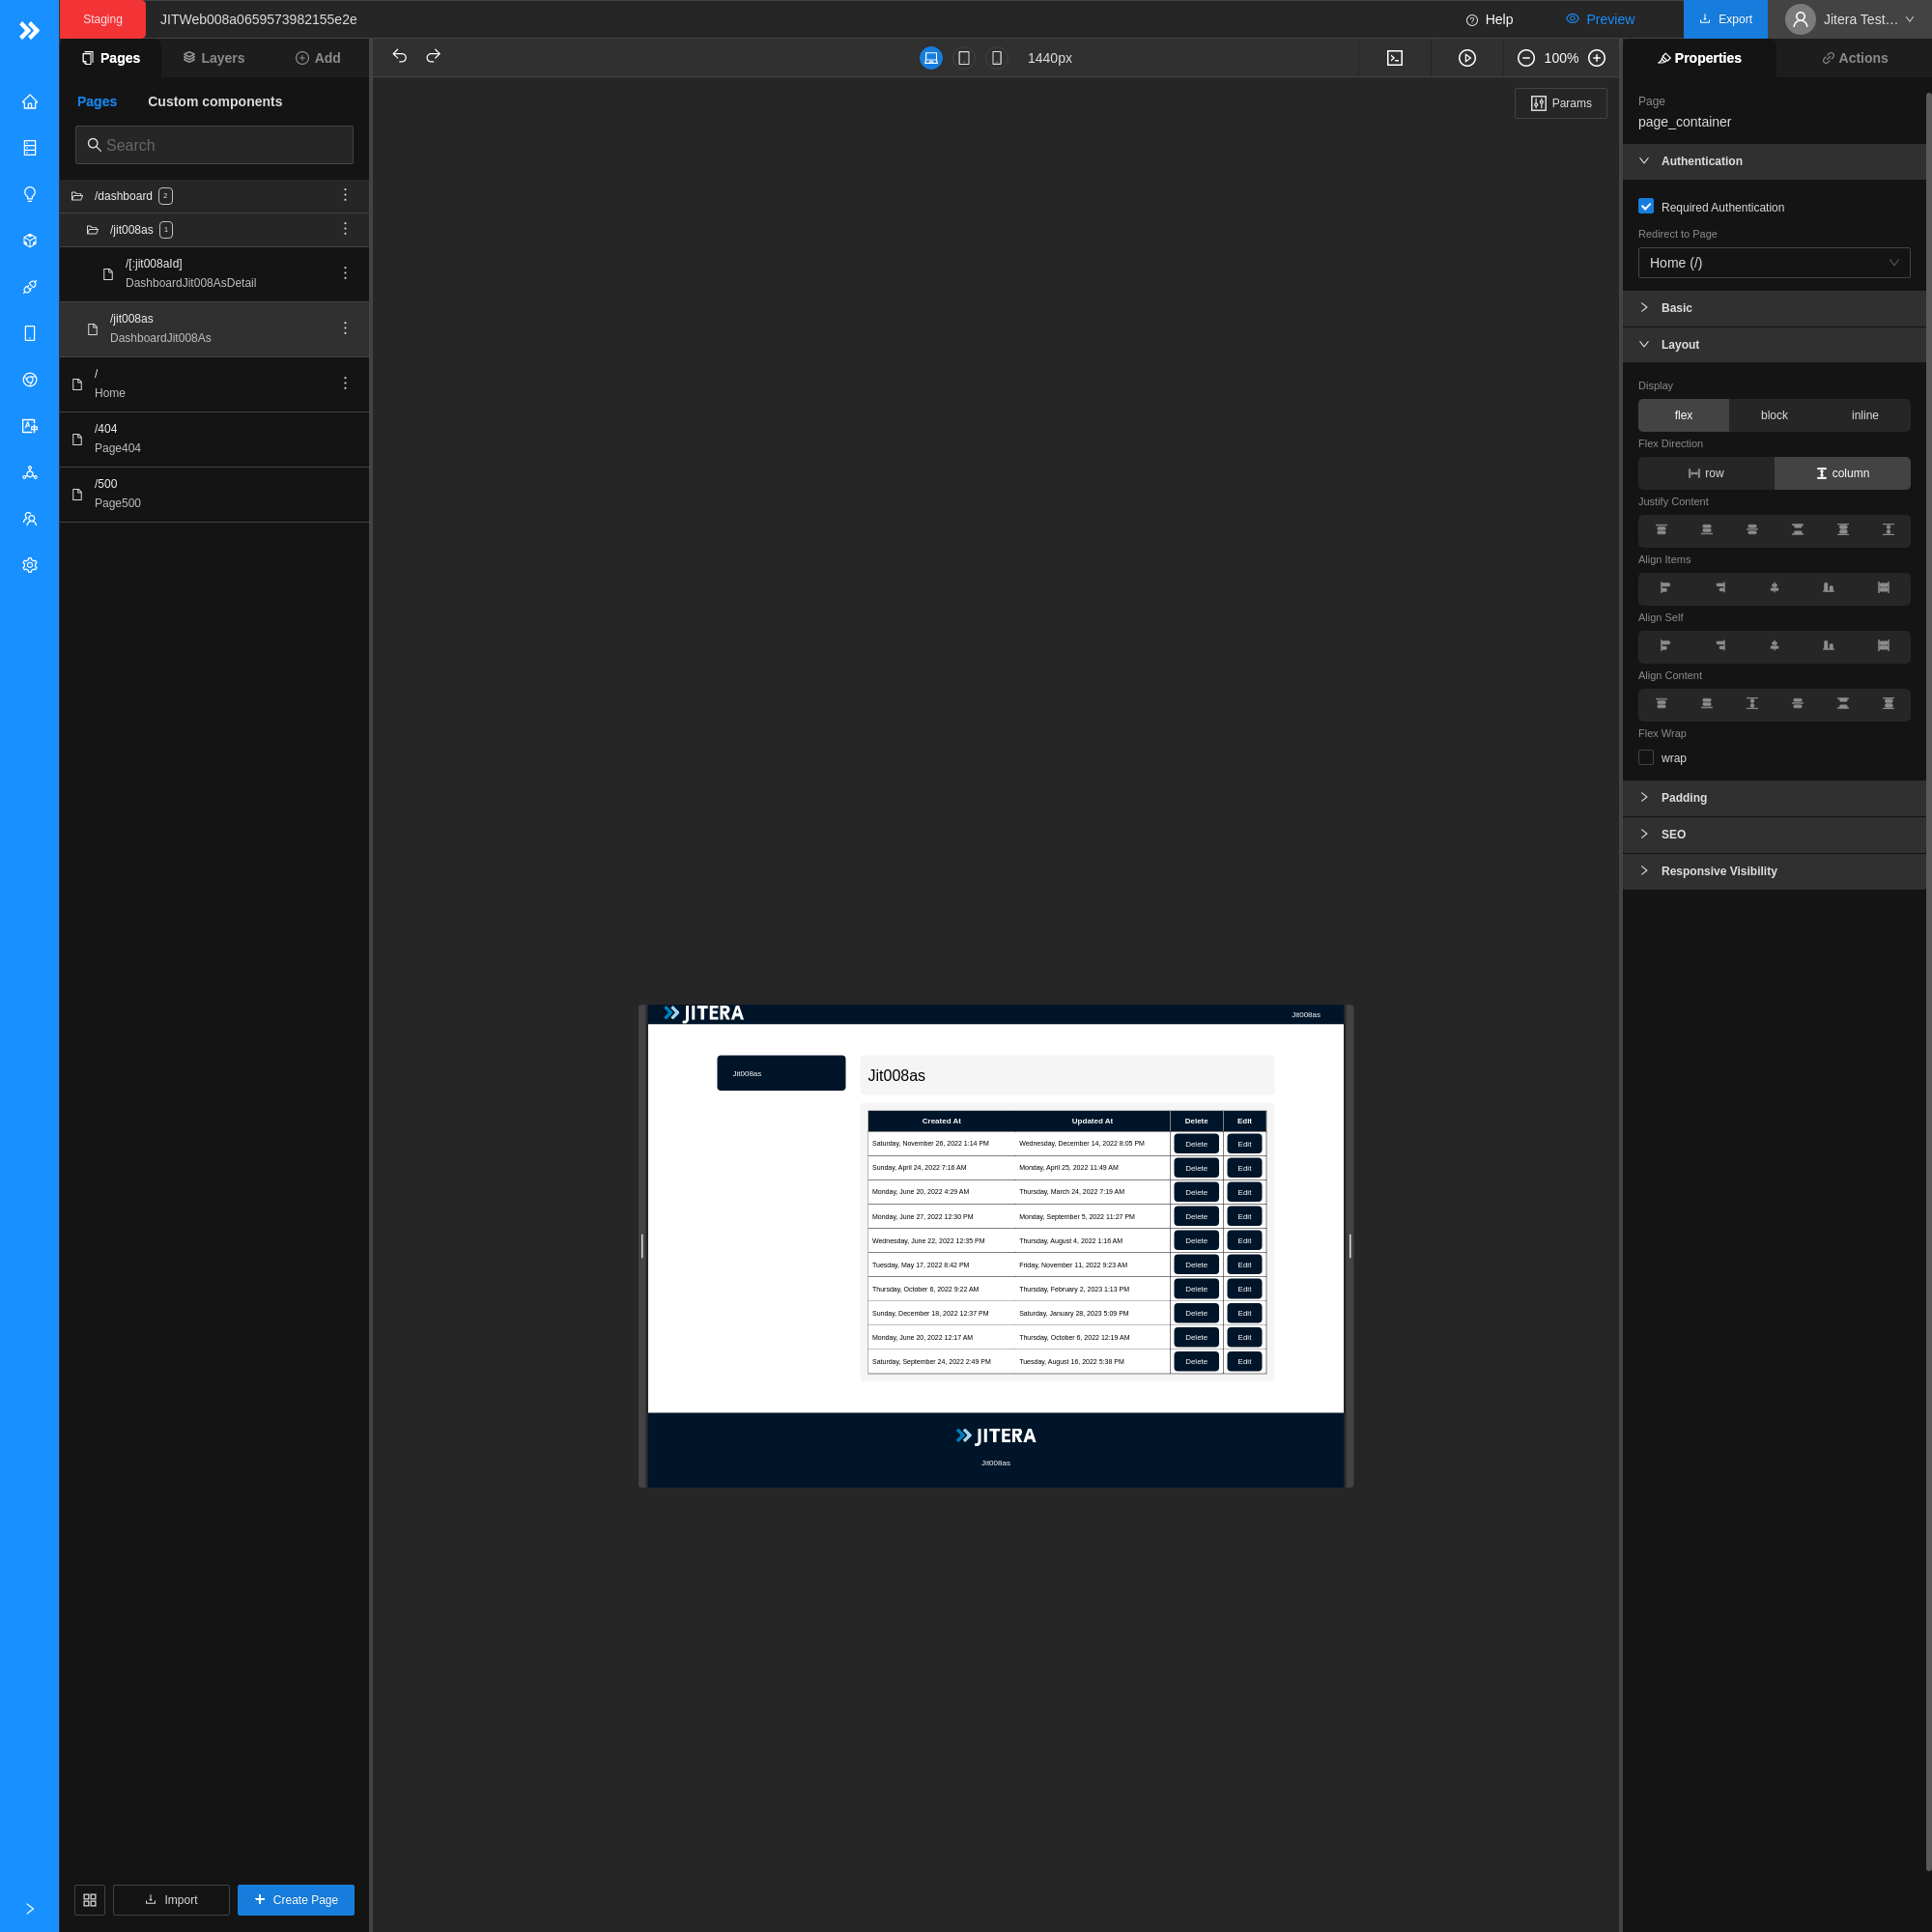 Staging
JITWeb008a0659573982155e2e
Help
Preview
Export
Jitera Test…
Pages
Layers
Add
1440px
100%
Properties
Actions
Pages
Custom components
Search
/dashboard 2
/jit008as 1
/[:jit008aId]
DashboardJit008AsDetail
/jit008as
DashboardJit008As
/
Home
/404
Page404
/500
Page500
Import
Create Page
Params
JITERA
Jit008as
Jit008as
Jit008as
Created At Updated At Delete Edit
Saturday, November 26, 2022 1:14 PM Wednesday, December 14, 2022 8:05 PM Delete Edit
Sunday, April 24, 2022 7:16 AM Monday, April 25, 2022 11:49 AM Delete Edit
Monday, June 20, 2022 4:29 AM Thursday, March 24, 2022 7:19 AM Delete Edit
Monday, June 27, 2022 12:30 PM Monday, September 5, 2022 11:27 PM Delete Edit
Wednesday, June 22, 2022 12:35 PM Thursday, August 4, 2022 1:16 AM Delete Edit
Tuesday, May 17, 2022 8:42 PM Friday, November 11, 2022 9:23 AM Delete Edit
Thursday, October 6, 2022 9:22 AM Thursday, February 2, 2023 1:13 PM Delete Edit
Sunday, December 18, 2022 12:37 PM Saturday, January 28, 2023 5:09 PM Delete Edit
Monday, June 20, 2022 12:17 AM Thursday, October 6, 2022 12:19 AM Delete Edit
Saturday, September 24, 2022 2:49 PM Tuesday, August 16, 2022 5:38 PM Delete Edit
JITERA
Jit008as
Page
page_container
Authentication
Required Authentication
Redirect to Page
Home (/)
Basic
Layout
Display
flex block inline
Flex Direction
row column
Justify Content
Align Items
Align Self
Align Content
Flex Wrap
wrap
Padding
SEO
Responsive Visibility